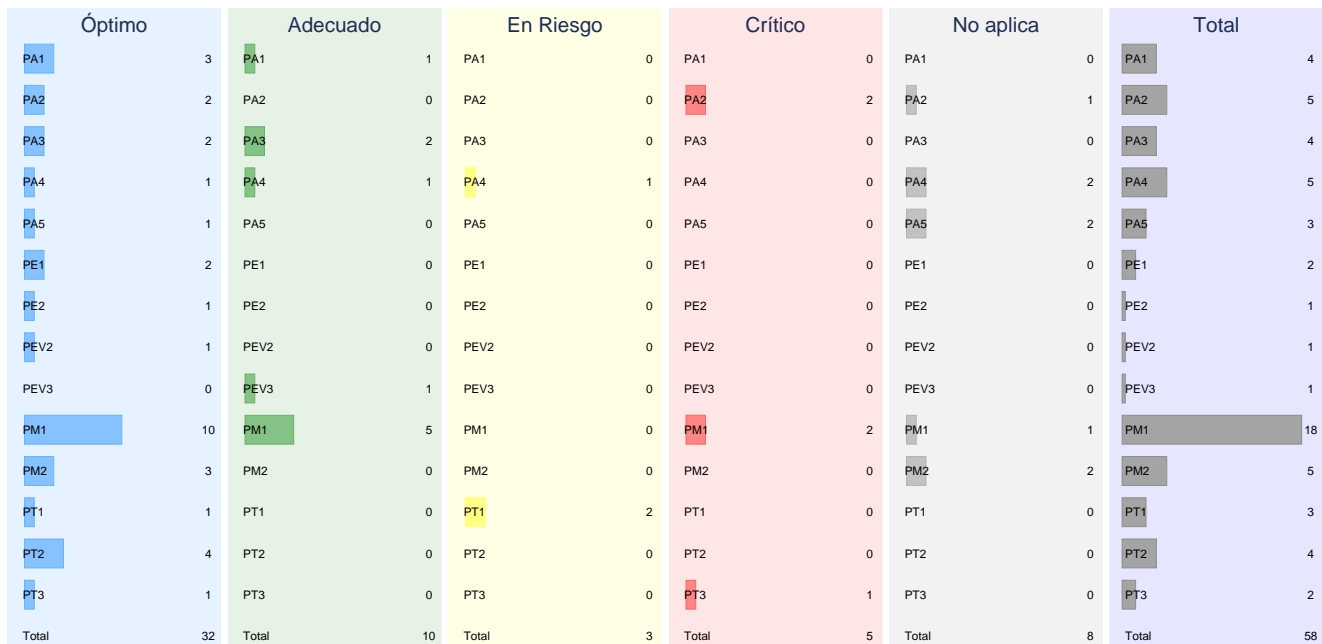 Óptimo Adecuado En Riesgo Crítico No aplica Total
PA1 3 PA1 1 PA1 0 PA1 0 PA1 0 PA1 4
PA2 2 PA2 0 PA2 0 PA2 2 PA2 1 PA2 5
PA3 2 PA3 2 PA3 0 PA3 0 PA3 0 PA3 4
PA4 1 PA4 1 PA4 1 PA4 0 PA4 2 PA4 5
PA5 1 PA5 0 PA5 0 PA5 0 PA5 2 PA5 3
PE1 2 PE1 0 PE1 0 PE1 0 PE1 0 PE1 2
PE2 1 PE2 0 PE2 0 PE2 0 PE2 0 PE2 1
PEV2 1 PEV2 0 PEV2 0 PEV2 0 PEV2 0 PEV2 1
PEV3 0 PEV3 1 PEV3 0 PEV3 0 PEV3 0 PEV3 1
PM1 10 PM1 5 PM1 0 PM1 2 PM1 1 PM1 18
PM2 3 PM2 0 PM2 0 PM2 0 PM2 2 PM2 5
PT1 1 PT1 0 PT1 2 PT1 0 PT1 0 PT1 3
PT2 4 PT2 0 PT2 0 PT2 0 PT2 0 PT2 4
PT3 1 PT3 0 PT3 0 PT3 1 PT3 0 PT3 2
Total 32 Total 10 Total 3 Total 5 Total 8 Total 58